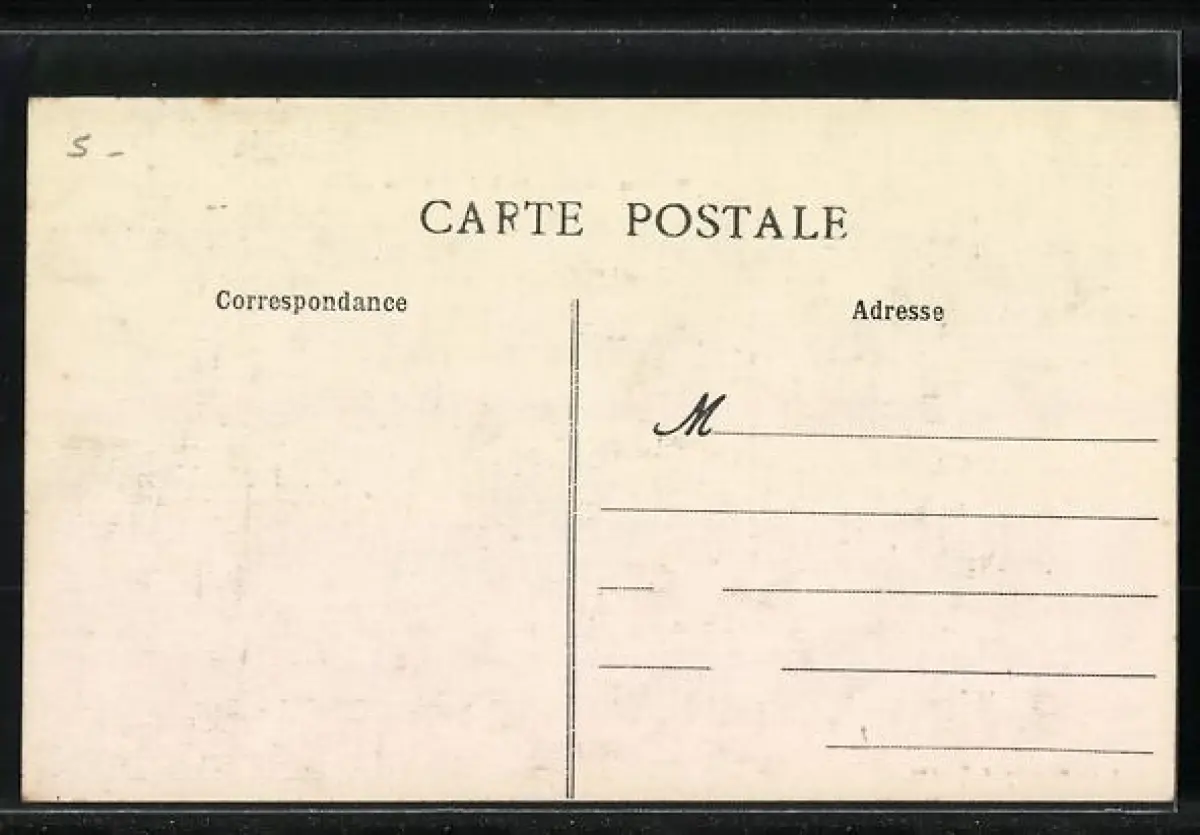 5 -
CARTE POSTALE
Correspondance
Adresse
M